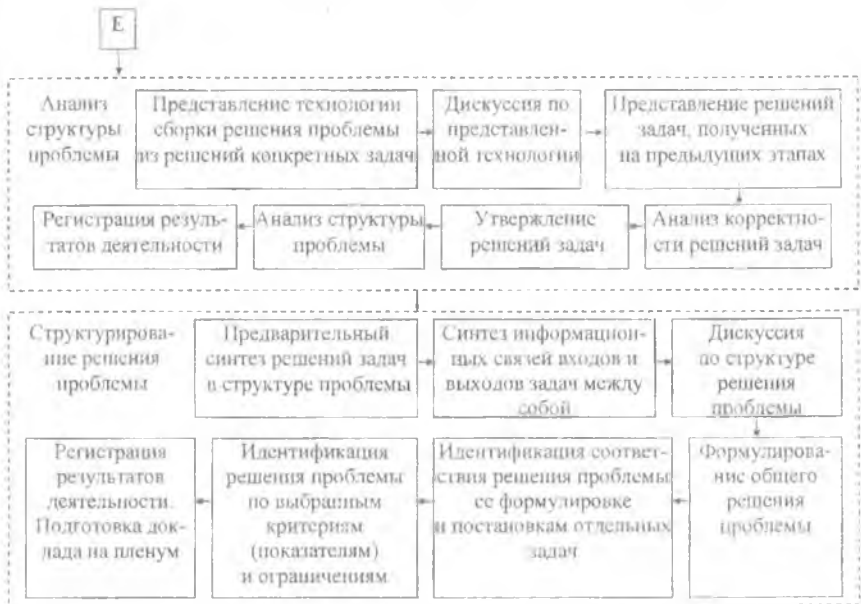 E
Анализ
структуры
проблемы
Представление технологии
сборки решения проблемы
из решений конкретных задач
Дискуссия по
представлен-
ной технологии
Представление решений
задач, полученных
на предыдущих этапах
Регистрация резуль-
татов деятельности
Анализ структуры
проблемы
Утверждение
решений задач
Анализ корректно-
сти решений задач
Структурирова-
ние решения
проблемы
Предварительный
синтез решений задач
в структуре проблемы
Синтез информацион-
ных связей входов и
выходов задач между
собой
Дискуссия
по структуре
решения
проблемы
Регистрация
результатов
деятельности.
Подготовка док-
лада на пленум
Идентификация
решения проблемы
по выбранным
критериям
(показателям)
и ограничениям
Идентификация соответ-
ствия решения проблемы
ее формулировке
и постановкам отдельных
задач
Формулирова-
ние общего
решения
проблемы